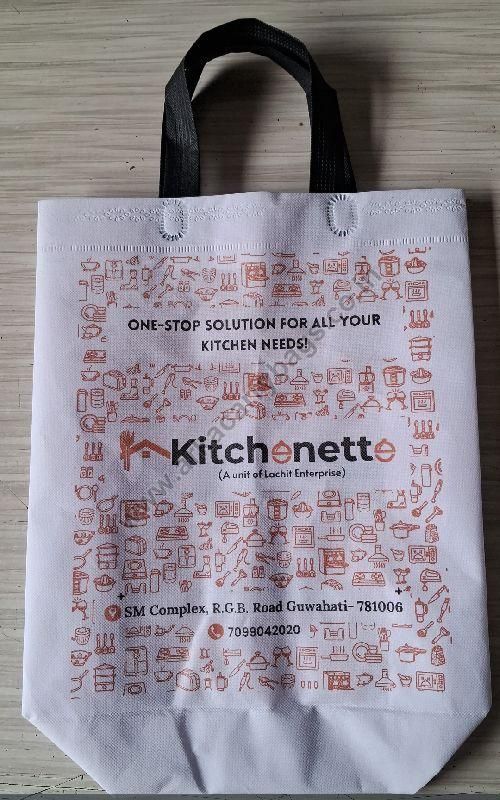 ONE-STOP SOLUTION FOR ALL YOUR
KITCHEN NEEDS!
Kitchenette
(A unit of Lachit Enterprise)
SM Complex, R.G.B. Road Guwahati- 781006
7099042020